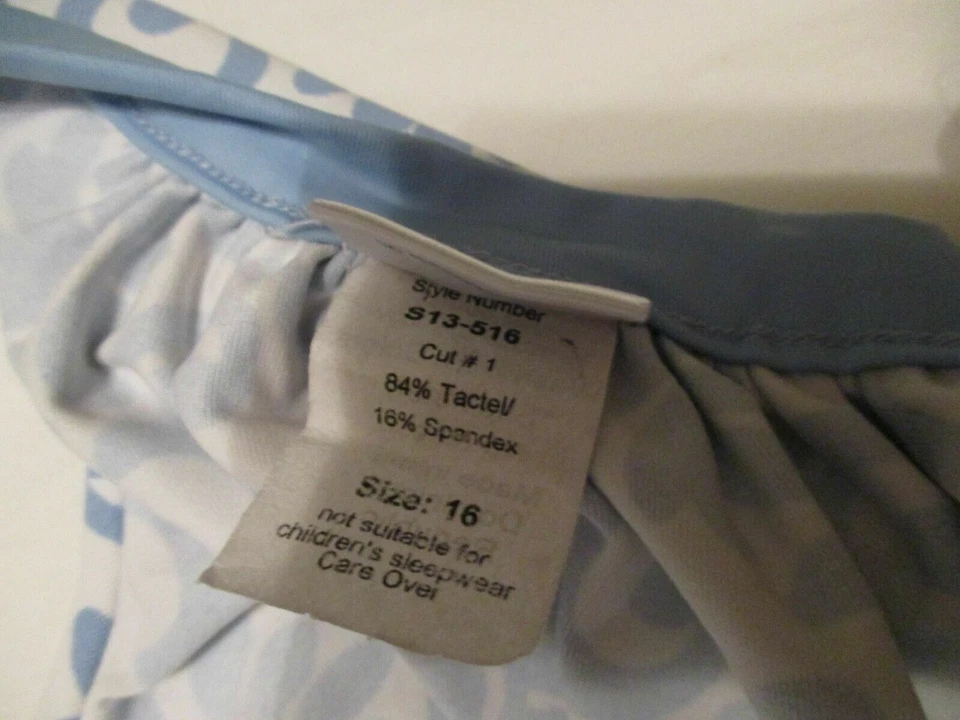 Style Number
S13-516
Cut # 1
84% Tactel/
16% Spandex
Size: 16
not suitable for
children's sleepwear
Care Over